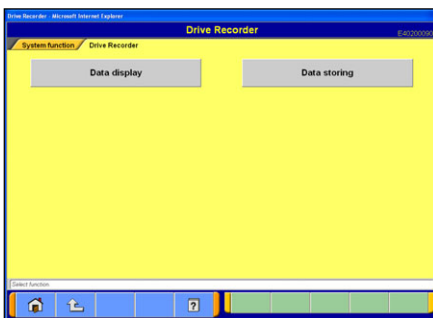 Drive Recorder - Microsoft Internet Explorer
Drive Recorder
E40200090
System function
Drive Recorder
Data display
Data storing
Select function
?